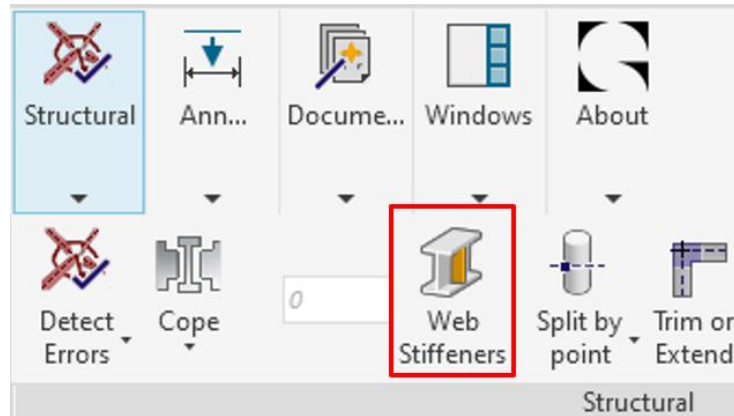 Structural
Ann...
Docume...
Windows
About
Detect
Errors
Cope
0
Web
Stiffeners
Split by
point
Trim or
Extend
Structural